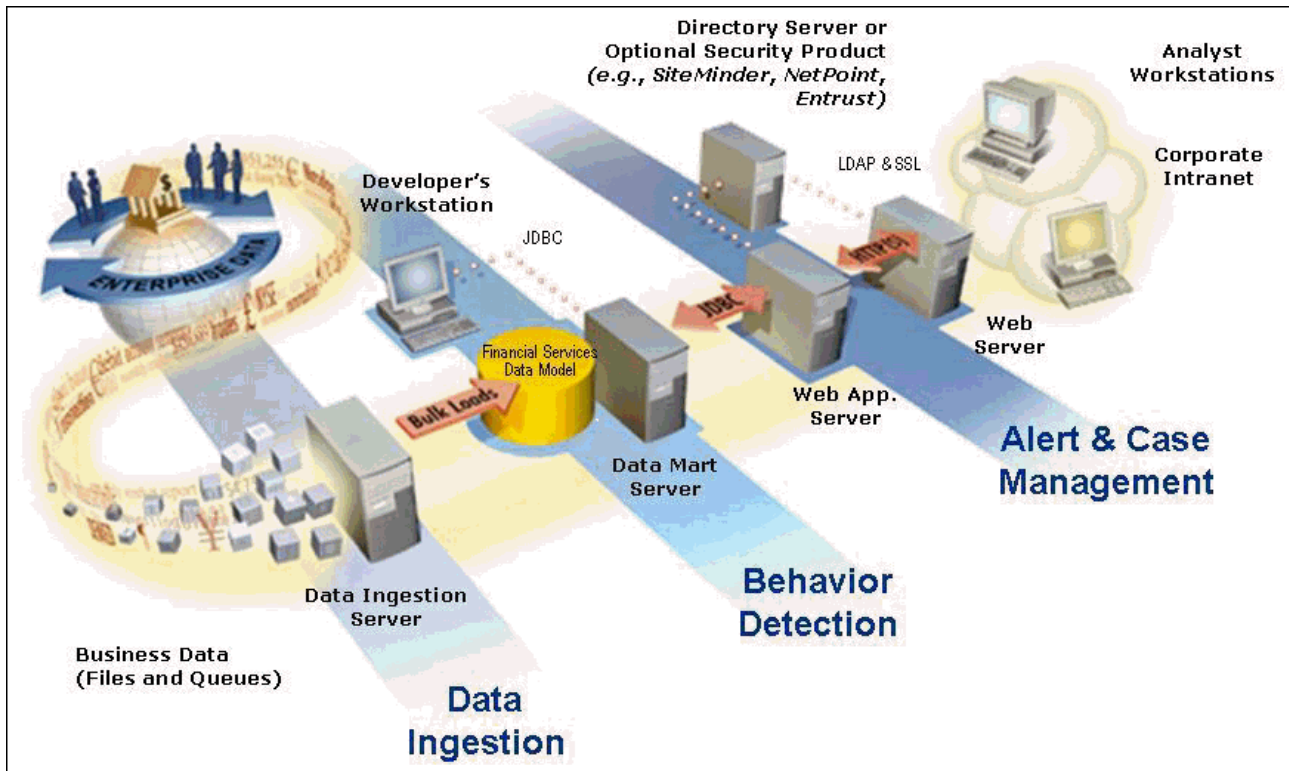 Directory Server or
Optional Security Product
(e.g., SiteMinder, NetPoint,
Entrust)
Analyst
Workstations
Corporate
Intranet
LDAP & SSL
HTTP(S)
Web
Server
JDBC
Web App.
Server
Alert & Case
Management
Developer's
Workstation
JDBC
ENTERPRISE DATA
Financial Services
Data Model
Bulk Loads
Data Mart
Server
Behavior
Detection
trades
Data Ingestion
Server
Business Data
(Files and Queues)
Data
Ingestion